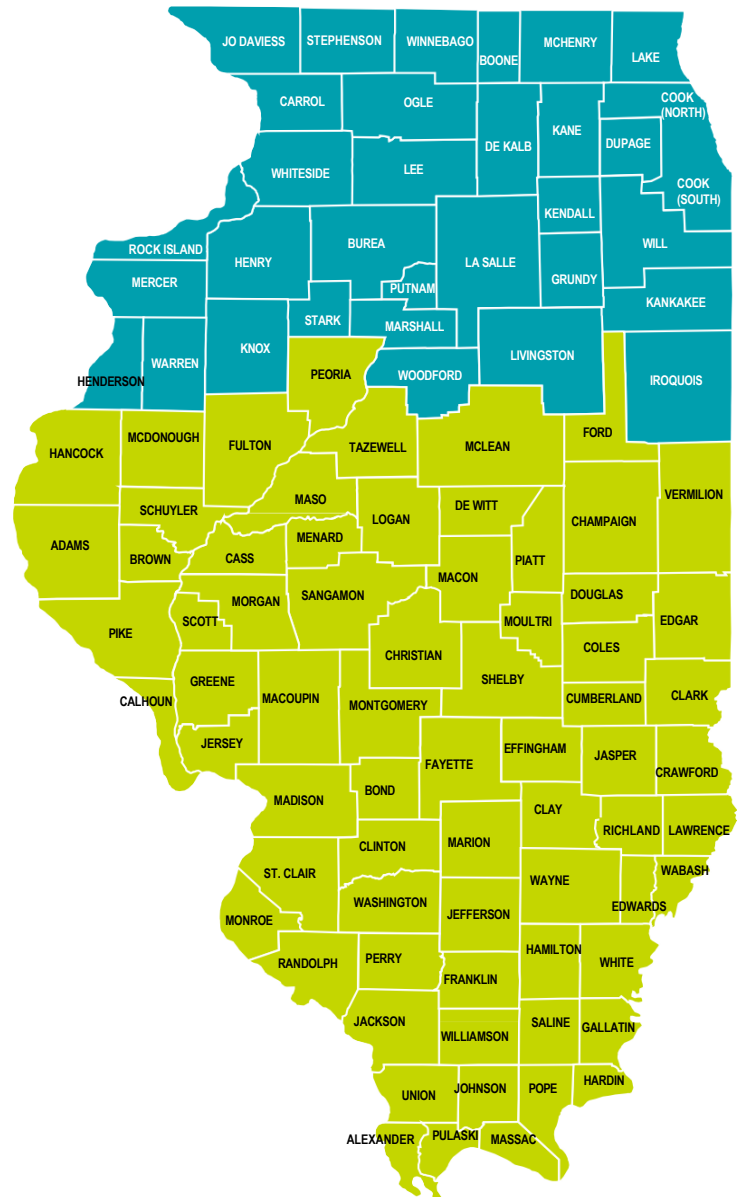 JO DAVIESS
STEPHENSON
WINNEBAGO
BOONE
MCHENRY
LAKE
CARROL
OGLE
COOK
(NORTH)
KANE
DE KALB
DUPAGE
WHITESIDE
LEE
COOK
(SOUTH)
KENDALL
ROCK ISLAND
HENRY
BUREA
LA SALLE
WILL
MERCER
PUTNAM
GRUNDY
KANKAKEE
STARK
MARSHALL
WARREN
KNOX
LIVINGSTON
HENDERSON
PEORIA
WOODFORD
IROQUOIS
HANCOCK
MCDONOUGH
FULTON
TAZEWELL
MCLEAN
FORD
VERMILION
SCHUYLER
MASO
LOGAN
DE WITT
CHAMPAIGN
ADAMS
BROWN
CASS
MENARD
PIATT
MACON
SCOTT
MORGAN
SANGAMON
DOUGLAS
MOULTRI
EDGAR
PIKE
CHRISTIAN
COLES
GREENE
SHELBY
CALHOUN
MACOUPIN
MONTGOMERY
CUMBERLAND
CLARK
JERSEY
EFFINGHAM
FAYETTE
JASPER
CRAWFORD
MADISON
BOND
CLAY
RICHLAND
LAWRENCE
CLINTON
MARION
ST. CLAIR
WAYNE
WABASH
WASHINGTON
EDWARDS
MONROE
JEFFERSON
RANDOLPH
PERRY
HAMILTON
WHITE
FRANKLIN
JACKSON
WILLIAMSON
SALINE
GALLATIN
UNION
JOHNSON
POPE
HARDIN
ALEXANDER
PULASKI
MASSAC